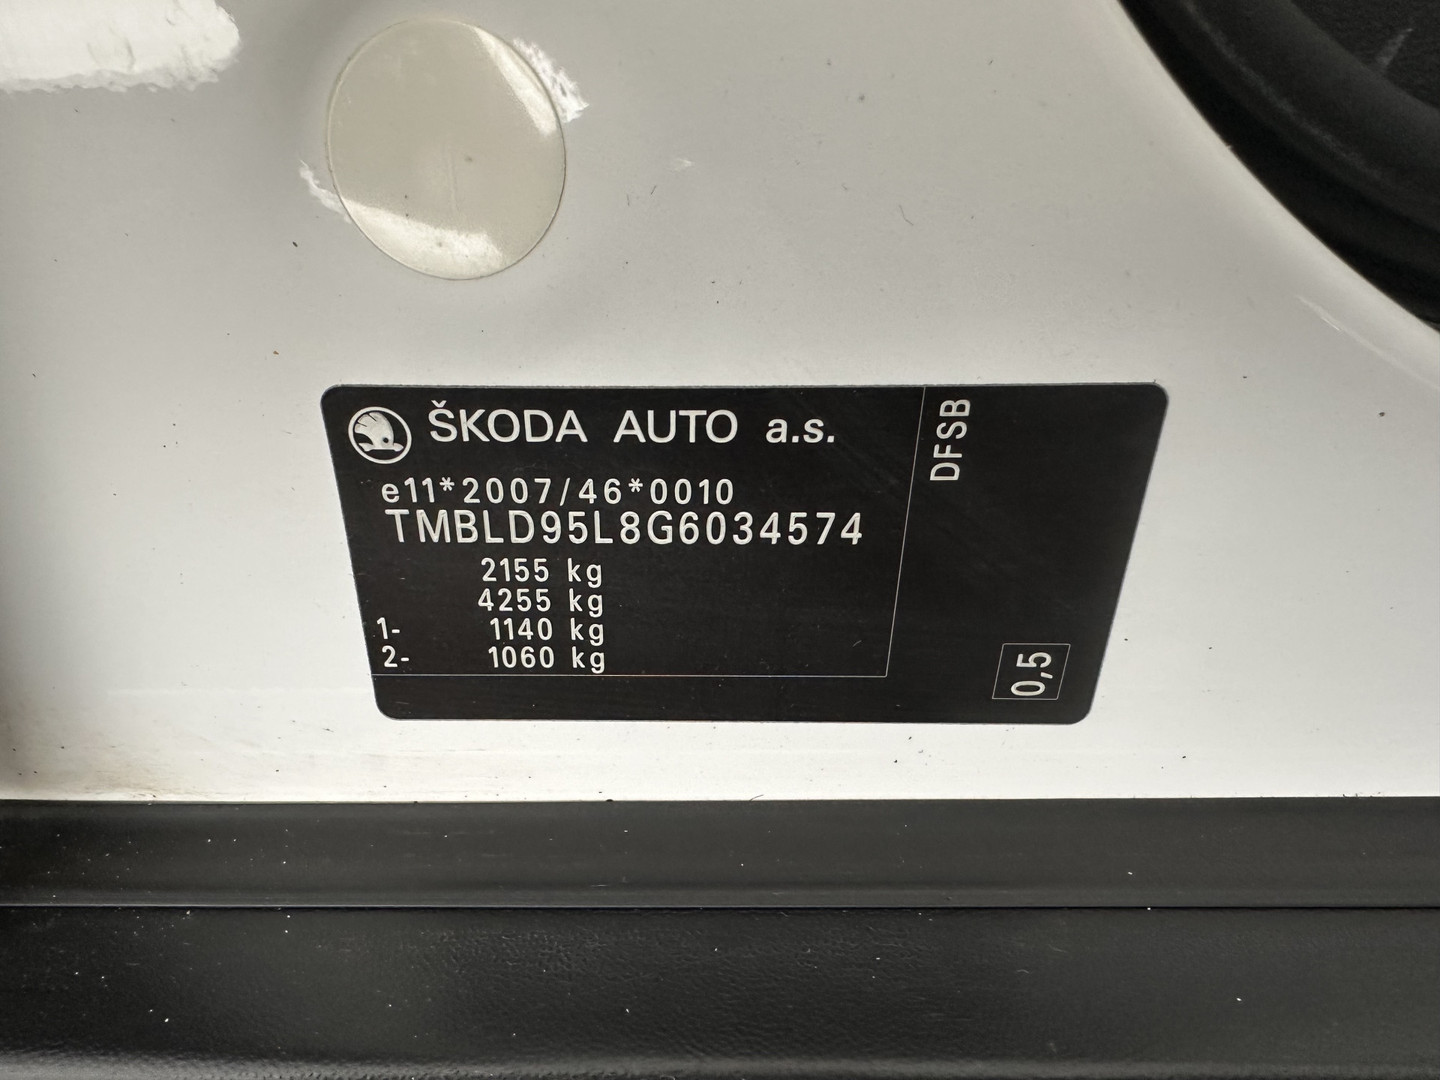 ŠKODA AUTO a.s.
e11*2007/46*0010
TMBLD95L8G6034574
2155 kg
4255 kg
1- 1140 kg
2- 1060 kg
DFSB
0,5